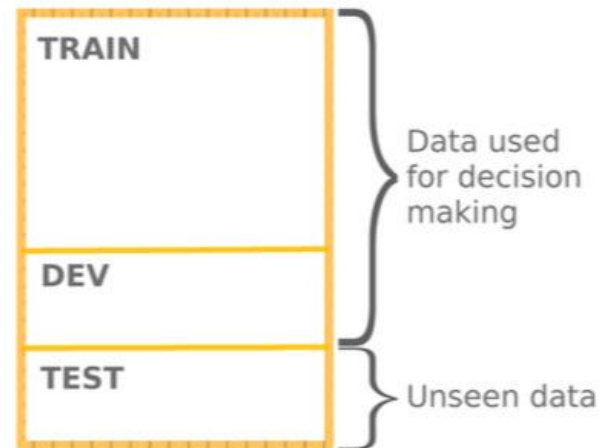 TRAIN
Data used
for decision
making
DEV
TEST
Unseen data